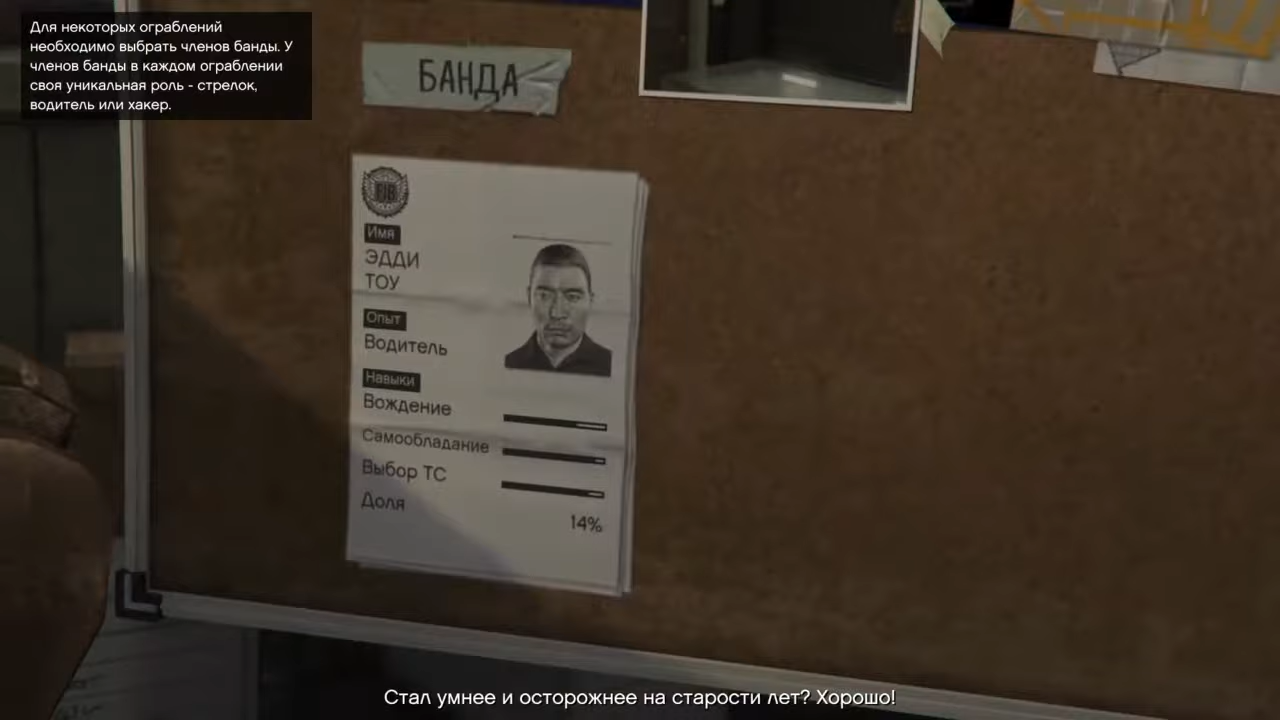 Для некоторых ограблений
необходимо выбрать членов банды. У
членов банды в каждом ограблении
своя уникальная роль - стрелок,
водитель или хакер.
БАНДА
FIB
Имя
ЭДДИ
ТОУ
Опыт
Водитель
Навыки
Вождение
Самообладание
Выбор ТС
Доля
14%
Стал умнее и осторожнее на старости лет? Хорошо!